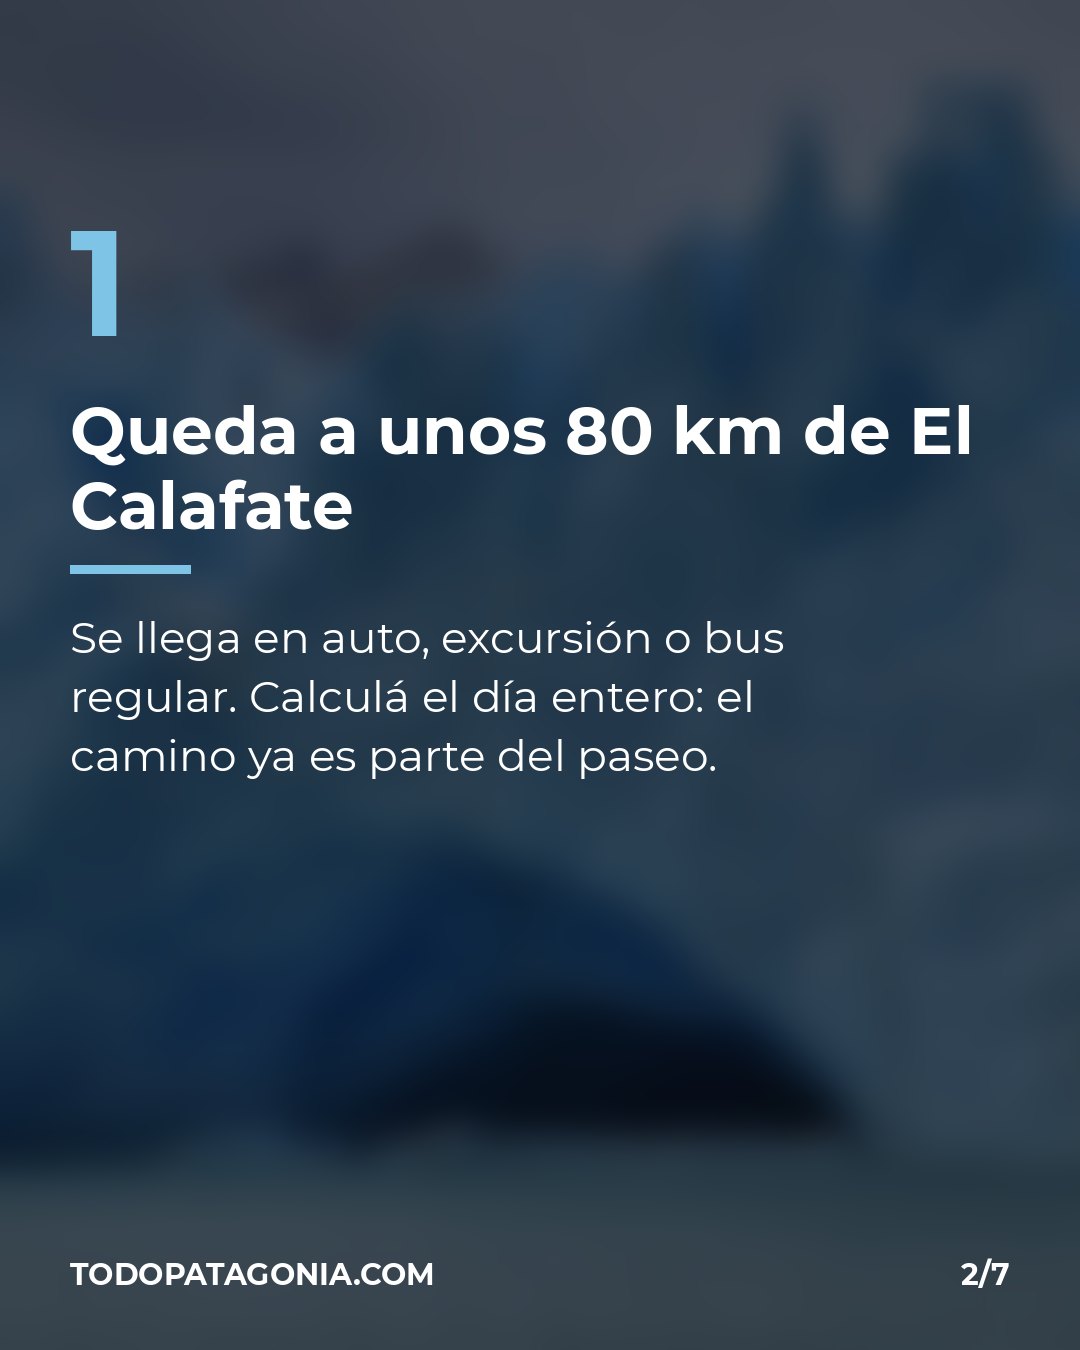 1
Queda a unos 80 km de El
Calafate
Se llega en auto, excursión o bus
regular. Calculá el día entero: el
camino ya es parte del paseo.
TODOPATAGONIA.COM
2/7